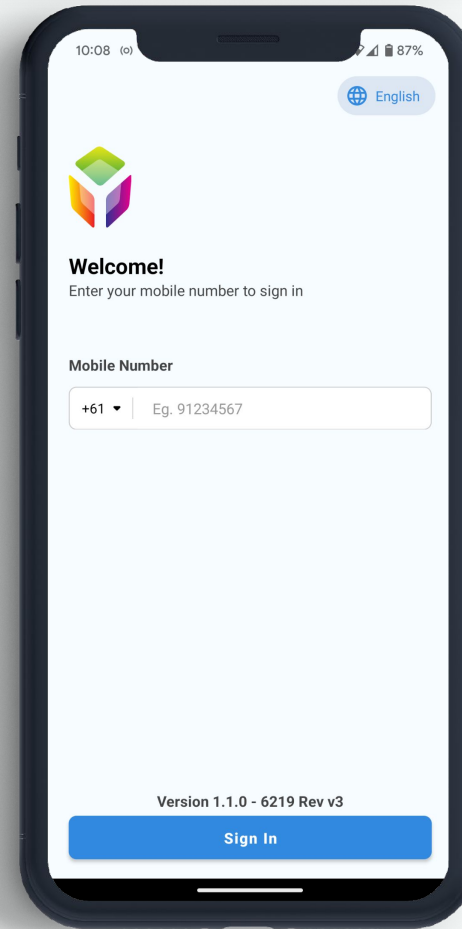 10:08
87%
English
Welcome!
Enter your mobile number to sign in
Mobile Number
+61
Eg. 91234567
Version 1.1.0 - 6219 Rev v3
Sign In